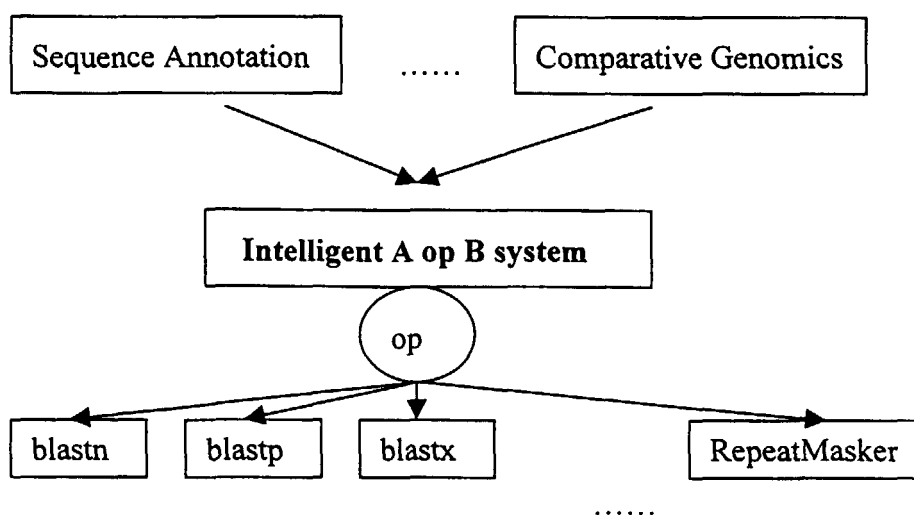 Sequence Annotation
......
Comparative Genomics
Intelligent A op B system
op
blastn
blastp
blastx
RepeatMasker
......